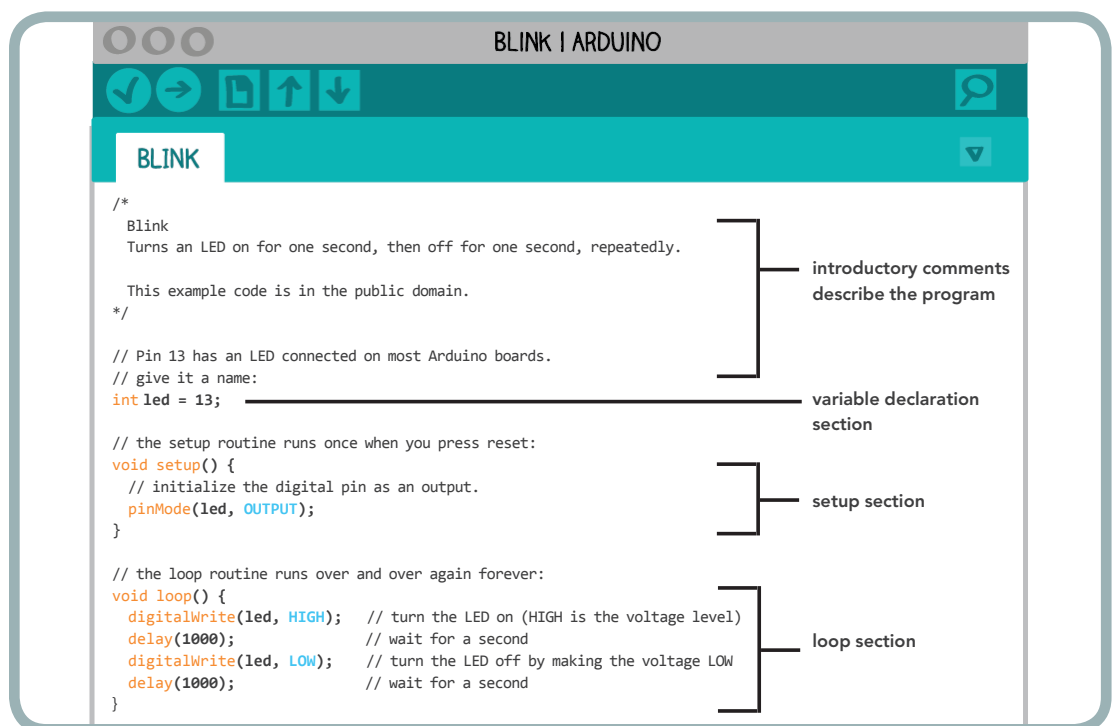 BLINK | ARDUINO
BLINK
/*
Blink
Turns an LED on for one second, then off for one second, repeatedly.
This example code is in the public domain.
*/
introductory comments
describe the program
// Pin 13 has an LED connected on most Arduino boards.
// give it a name:
int led = 13;
variable declaration
section
// the setup routine runs once when you press reset:
void setup() {
// initialize the digital pin as an output.
pinMode(led, OUTPUT);
}
setup section
// the loop routine runs over and over again forever:
void loop() {
digitalWrite(led, HIGH); // turn the LED on (HIGH is the voltage level)
delay(1000); // wait for a second
digitalWrite(led, LOW); // turn the LED off by making the voltage LOW
delay(1000); // wait for a second
}
loop section